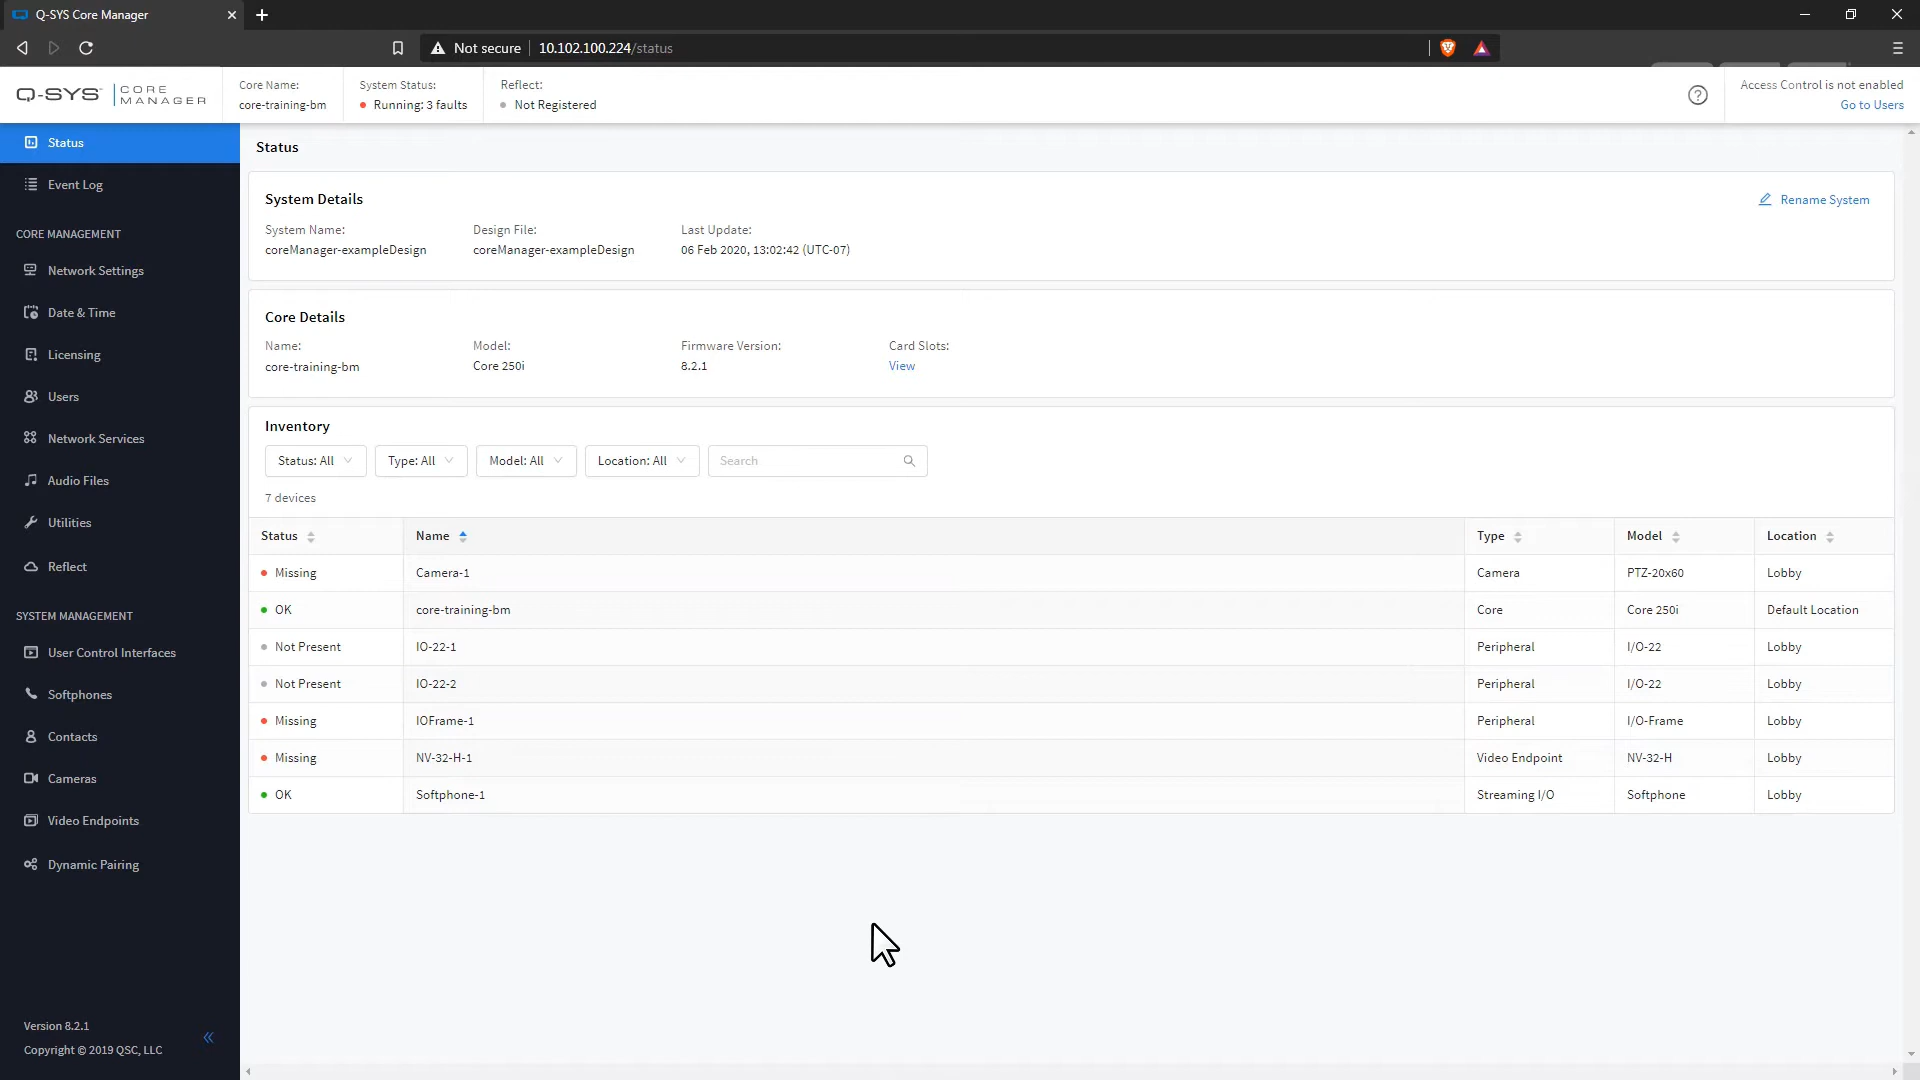 Q-SYS Core Manager
Not secure 10.102.100.224/status
Q-SYS CORE MANAGER
Core Name:
core-training-bm
System Status:
Running: 3 faults
Reflect:
Not Registered
?
Access Control is not enabled
Go to Users
Status
Event Log
CORE MANAGEMENT
Network Settings
Date & Time
Licensing
Users
Network Services
Audio Files
Utilities
Reflect
SYSTEM MANAGEMENT
User Control Interfaces
Softphones
Contacts
Cameras
Video Endpoints
Dynamic Pairing
Version 8.2.1
Copyright © 2019 QSC, LLC
Status
System Details
Rename System
System Name: Design File: Last Update:
coreManager-exampleDesign coreManager-exampleDesign 06 Feb 2020, 13:02:42 (UTC-07)
Core Details
Name: Model: Firmware Version: Card Slots:
core-training-bm Core 250i 8.2.1 View
Inventory
Status: All Type: All Model: All Location: All Search
7 devices
Status Name Type Model Location
Missing Camera-1 Camera PTZ-20x60 Lobby
OK core-training-bm Core Core 250i Default Location
Not Present IO-22-1 Peripheral I/O-22 Lobby
Not Present IO-22-2 Peripheral I/O-22 Lobby
Missing IOFrame-1 Peripheral I/O-Frame Lobby
Missing NV-32-H-1 Video Endpoint NV-32-H Lobby
OK Softphone-1 Streaming I/O Softphone Lobby